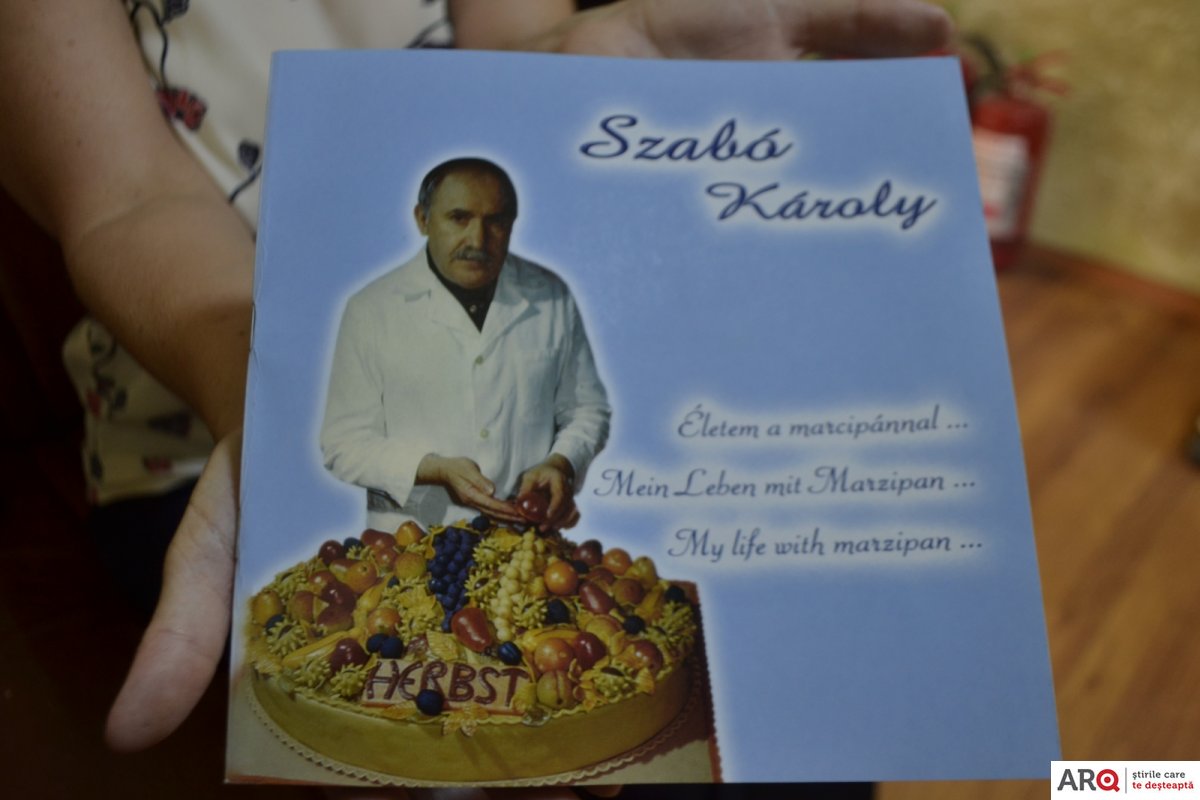 Szabó
Károly
Életem a marcipánnal ...
Mein Leben mit Marzipan ...
My life with marzipan ...
HERBST
ARQ
știrile care
te deșteaptă